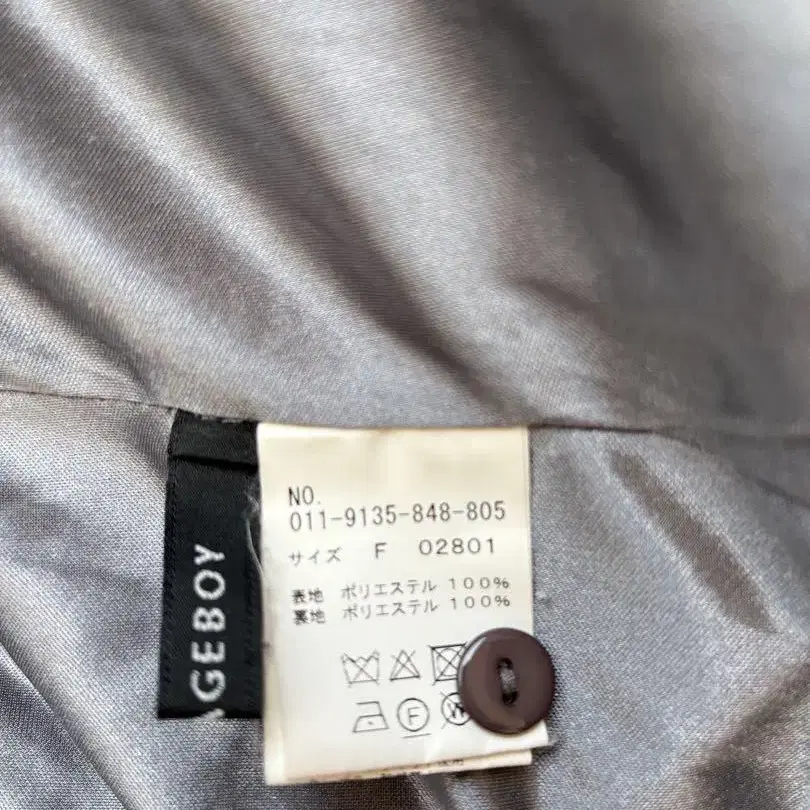 NO.
011-9135-848-805
サイズ F 02801
表地 ポリエステル 100%
裏地 ポリエステル 100%
F
W
GEBOY